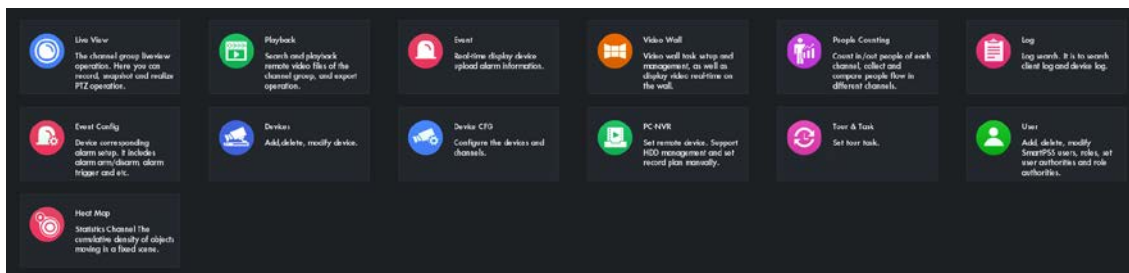 Live View
The channel group liveview
operation. Here you can
record, snapshot and realize
PTZ operation.
Playback
Search and playback
remote video files of the
channel group, and export
operation.
Event
Real-time display device
upload alarm information.
Video Wall
Video wall task setup and
management, as well as
display video real-time on
the wall.
People Counting
Count in/out people of each
channel, collect and
compare people flow in
different channels.
Log
Log search. It is to search
client log and device log.
Event Config
Device corresponding
alarm setup. It includes
alarm arm/disarm, alarm
trigger and etc.
Devices
Add,delete, modify device.
Device CFG
Configure the devices and
channels.
PC-NVR
Set remote device. Support
HDD management and set
record plan manually.
Tour & Task
Set tour task.
User
Add, delete, modify
SmartPSS users, roles, set
user authorities and role
authorities.
Heat Map
Statistics Channel The
cumulative density of objects
moving in a fixed scene.